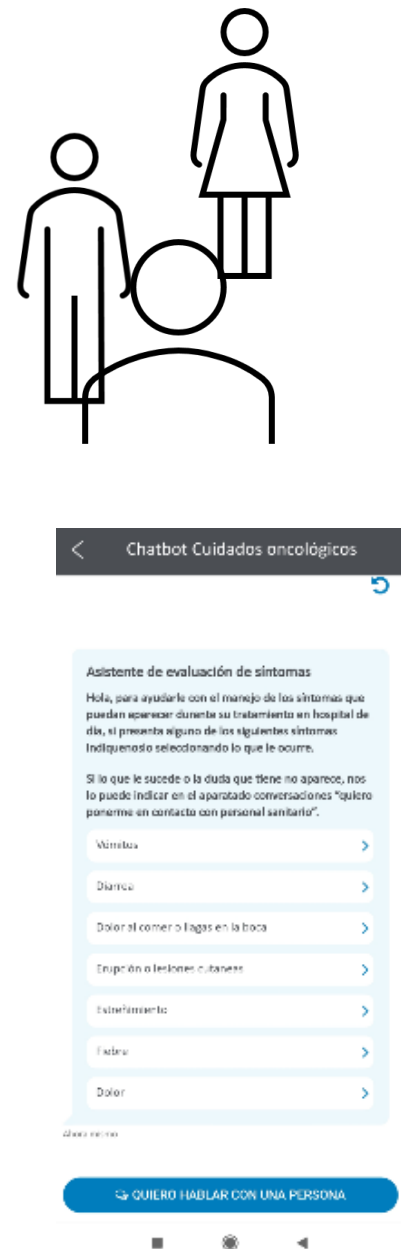 Chatbot Cuidados oncológicos
Asistente de evaluación de síntomas
Hola, para ayudarle con el manejo de los síntomas que
puedan aparecer durante su tratamiento en hospital de
día, si presenta alguno de los siguientes síntomas
indíquenoslo seleccionando lo que le ocurre.
Si lo que le sucede o la duda que tiene no aparece, nos
lo puede indicar en el aparatado conversaciones "quiero
ponerme en contacto con personal sanitario".
Vómitos
Diarrea
Dolor al comer o llagas en la boca
Erupción o lesiones cutaneas
Estreñimiento
Fiebre
Dolor
Ahora mismo
QUIERO HABLAR CON UNA PERSONA